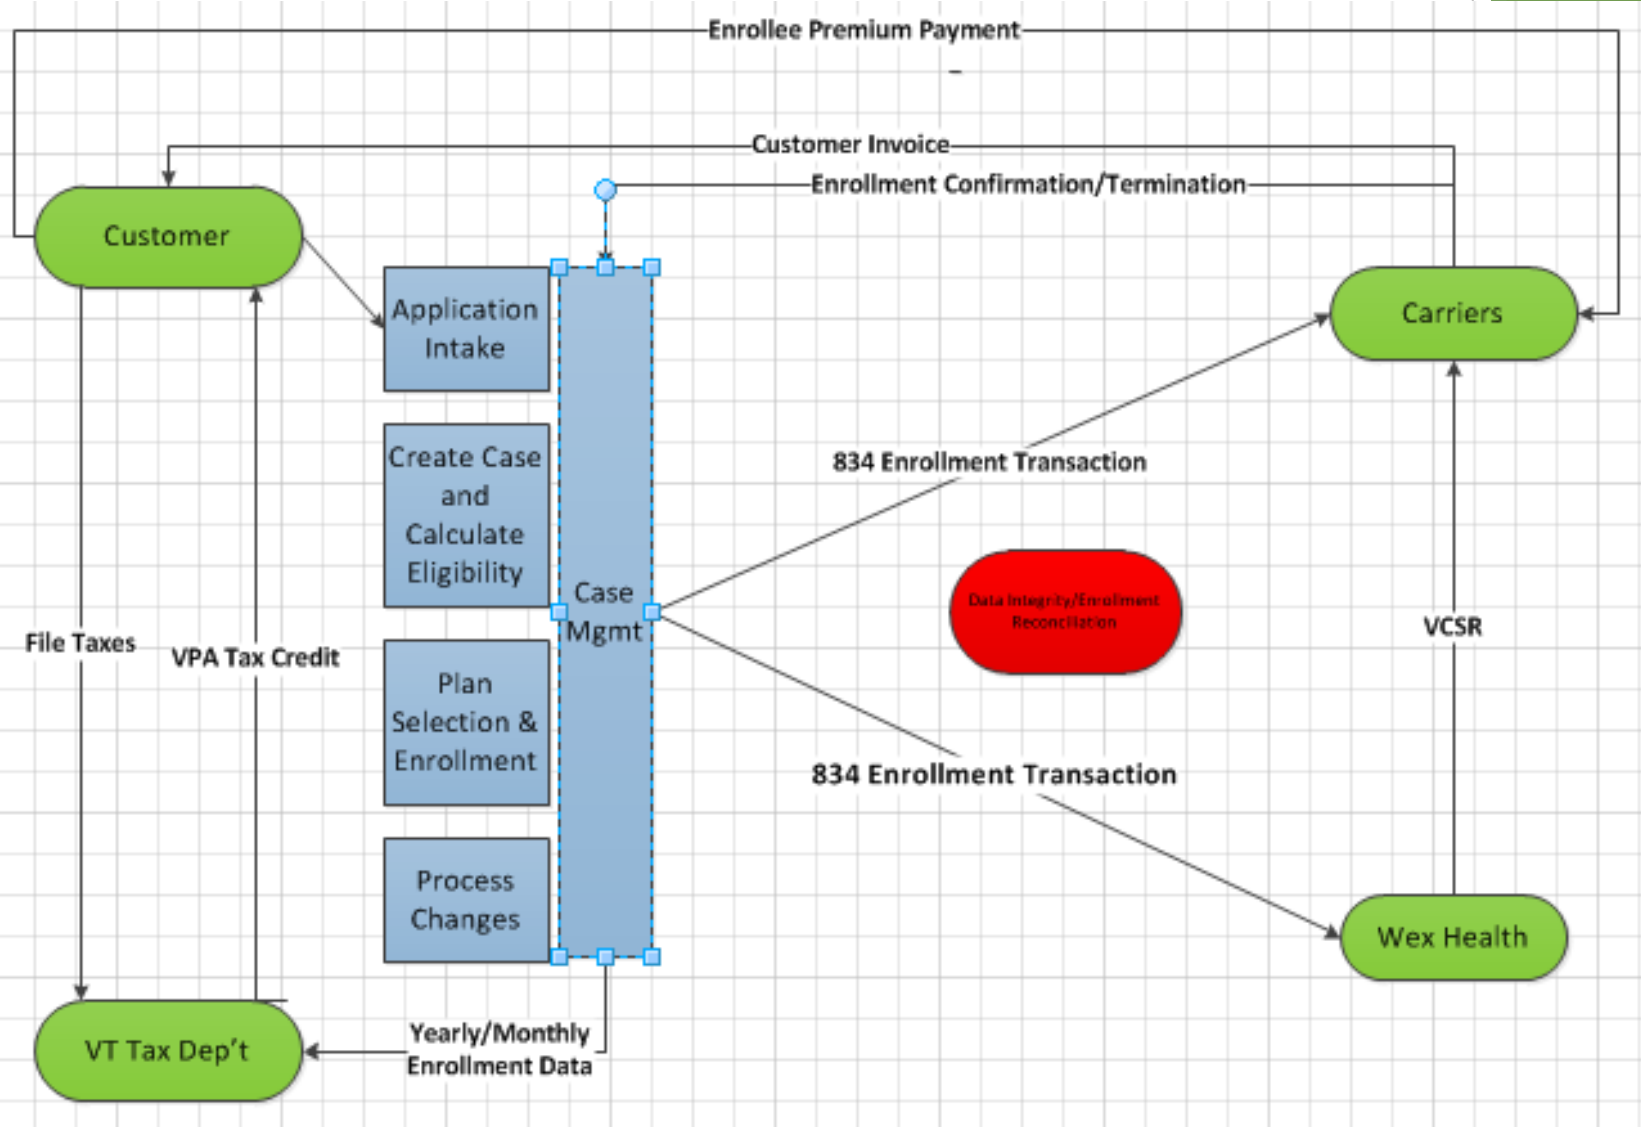 Enrollee Premium Payment
Customer Invoice
Enrollment Confirmation/Termination
Customer
Application
Intake
Carriers
Create Case
and
Calculate
Eligibility
834 Enrollment Transaction
Case
Mgmt
Data Integrity/Enrollment
Reconciliation
VCSR
File Taxes
VPA Tax Credit
Plan
Selection &
Enrollment
834 Enrollment Transaction
Process
Changes
Wex Health
VT Tax Dep’t
Yearly/Monthly
Enrollment Data